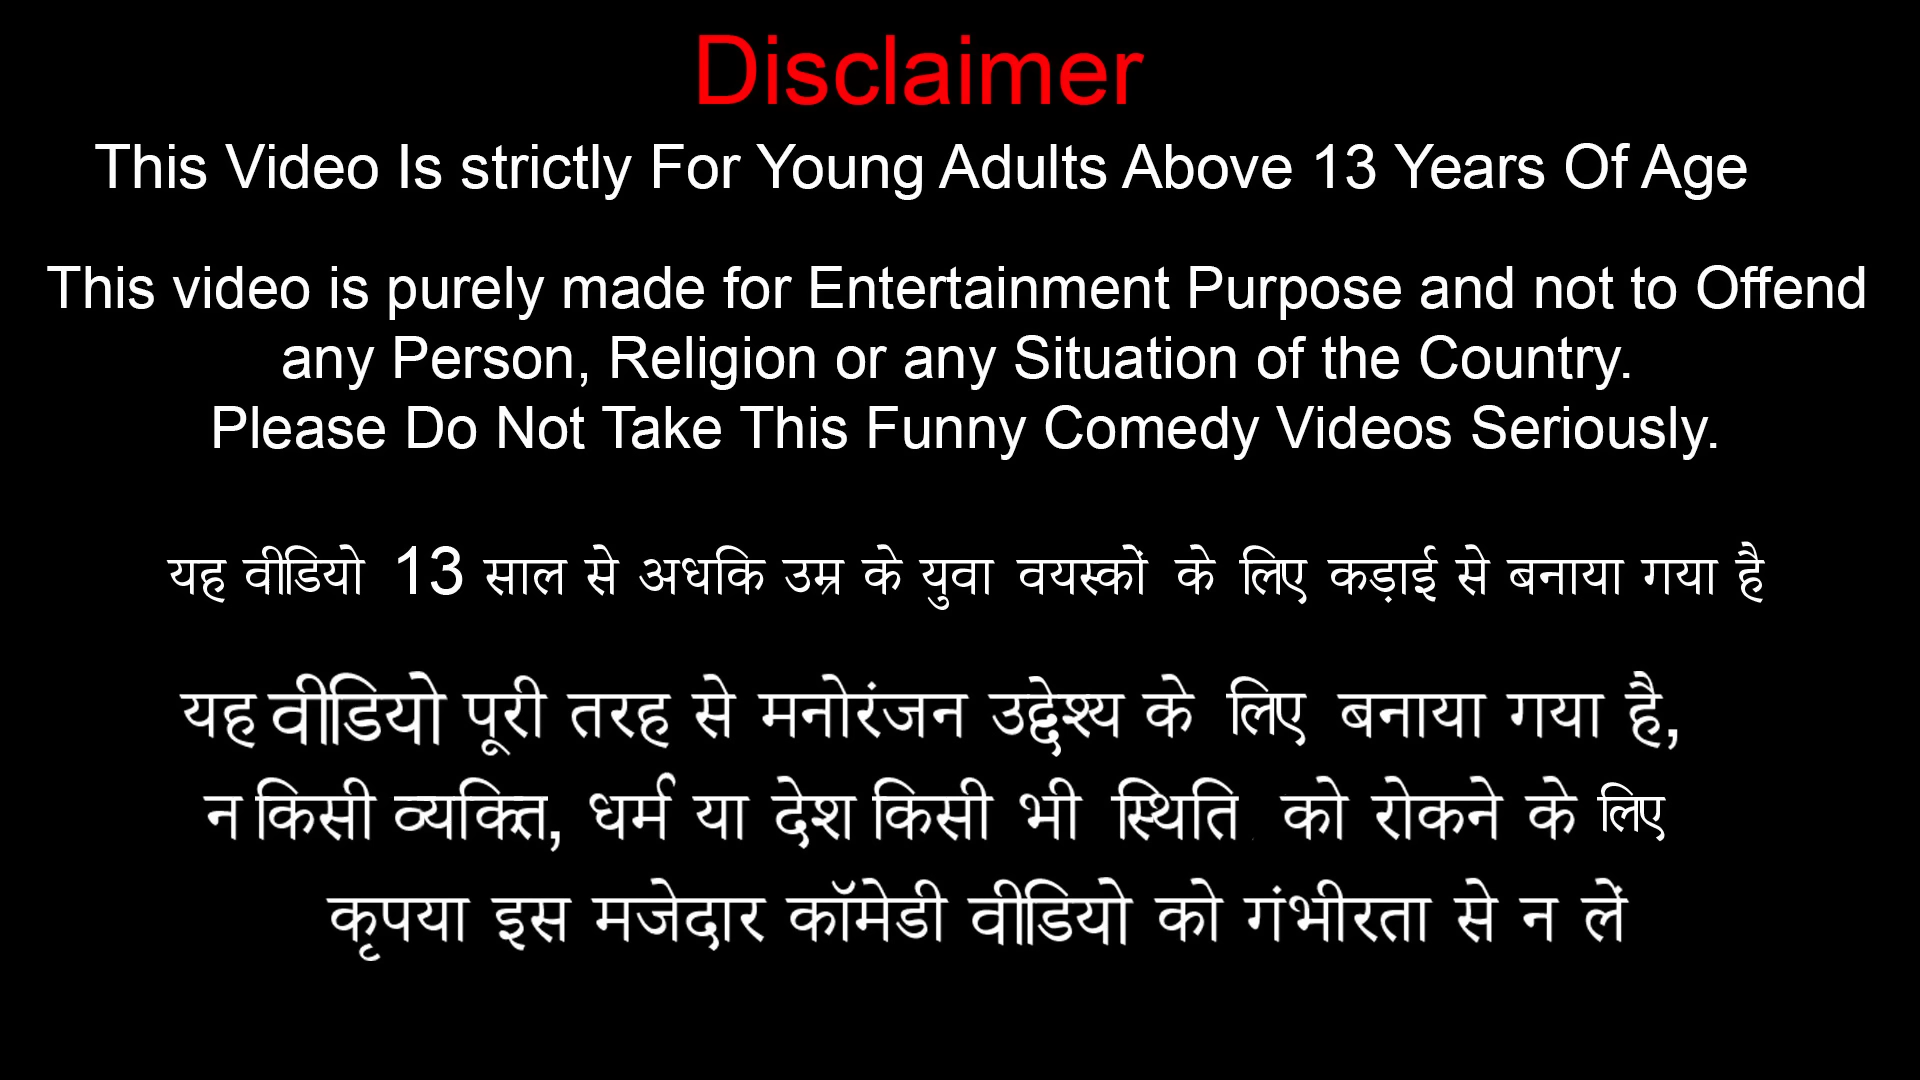 Disclaimer
This Video Is strictly For Young Adults Above 13 Years Of Age
This video is purely made for Entertainment Purpose and not to Offend
any Person, Religion or any Situation of the Country.
Please Do Not Take This Funny Comedy Videos Seriously.
यह वीडियो 13 साल से अधकि उम्र के युवा वयस्कों के लिए कड़ाई से बनाया गया है
यह वीडियो पूरी तरह से मनोरंजन उद्देश्य के लिए बनाया गया है,
न किसी व्यक्ति, धर्म या देश किसी भी स्थिति को रोकने के लिए
कृपया इस मजेदार कॉमेडी वीडियो को गंभीरता से न लें